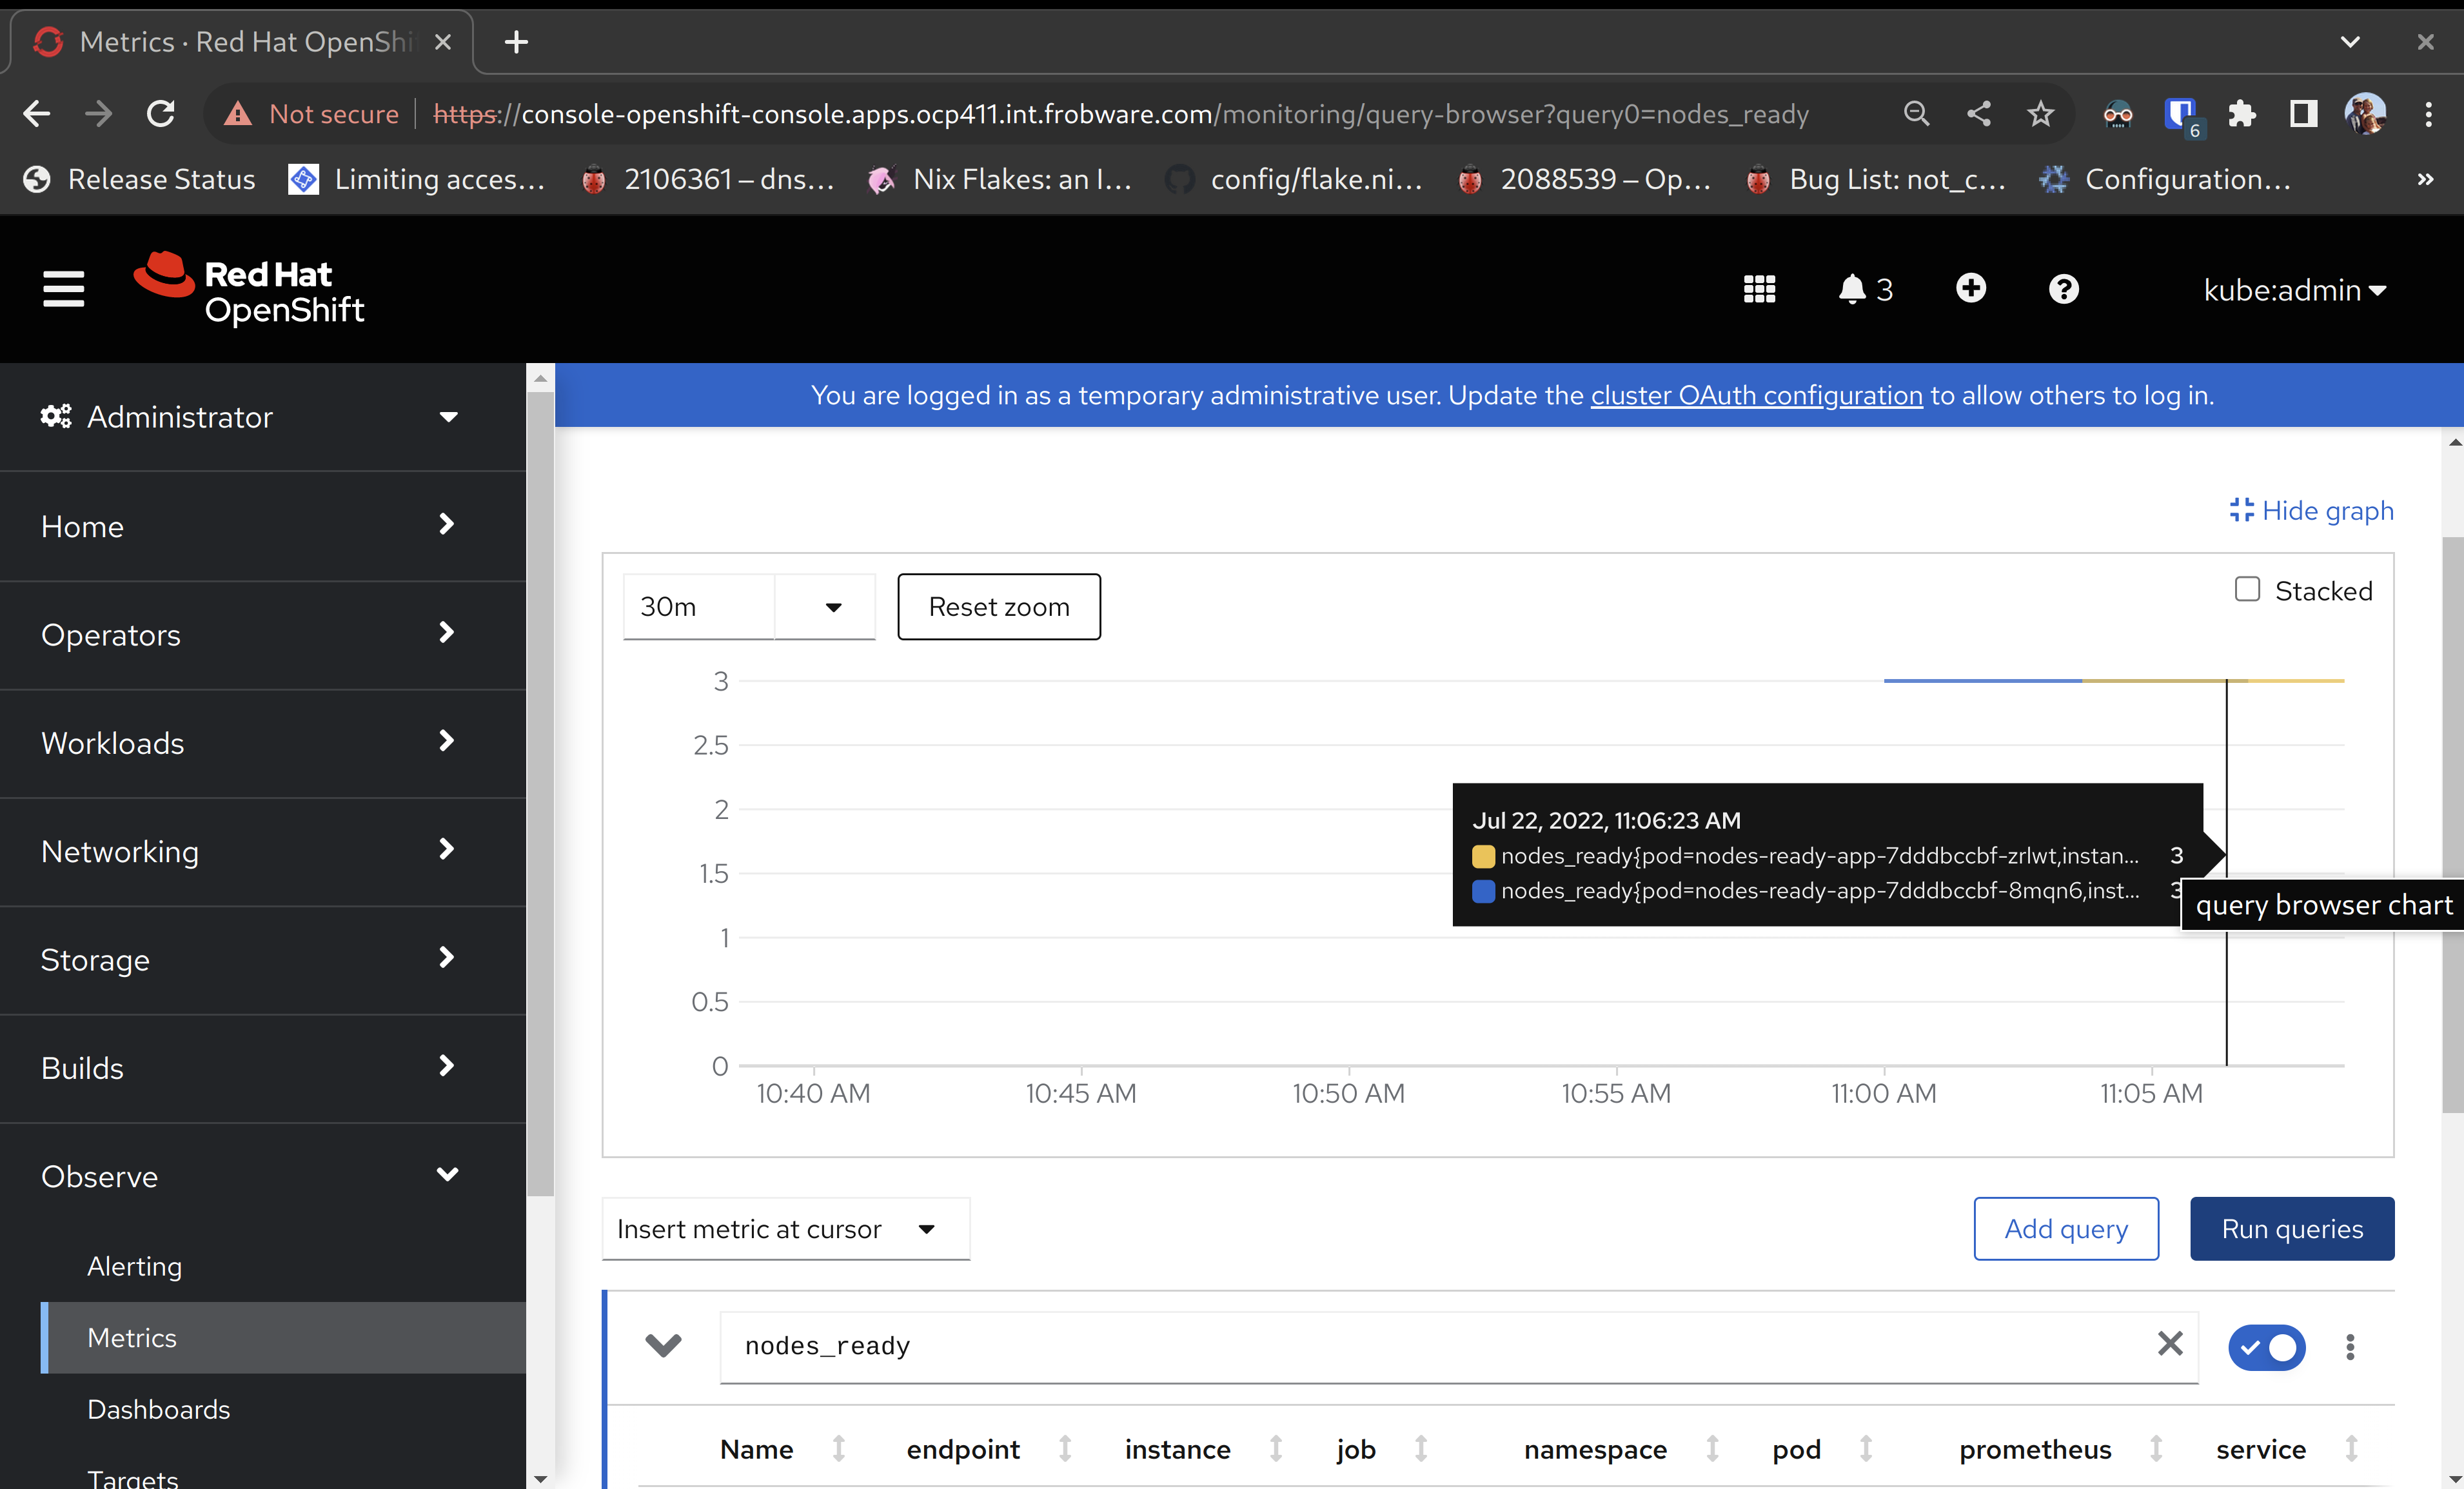 Metrics · Red Hat OpenShi
Not secure https://console-openshift-console.apps.ocp411.int.frobware.com/monitoring/query-browser?query0=nodes_ready
6
Release Status Limiting acces... 2106361 – dns... Nix Flakes: an I... config/flake.ni... 2088539 – Op... Bug List: not_c... Configuration... »
Red Hat
OpenShift
3
kube:admin
You are logged in as a temporary administrative user. Update the cluster OAuth configuration to allow others to log in.
Administrator
Home
Operators
Workloads
Networking
Storage
Builds
Observe
Alerting
Metrics
Dashboards
Targets
Hide graph
30m
Reset zoom
Stacked
3
2.5
2
1.5
1
0.5
0
10:40 AM 10:45 AM 10:50 AM 10:55 AM 11:00 AM 11:05 AM
Jul 22, 2022, 11:06:23 AM
nodes_ready{pod=nodes-ready-app-7dddbccbf-zrlwt,instan... 3
nodes_ready{pod=nodes-ready-app-7dddbccbf-8mqn6,inst... 3
query browser chart
Insert metric at cursor
Add query
Run queries
nodes_ready
Name endpoint instance job namespace pod prometheus service